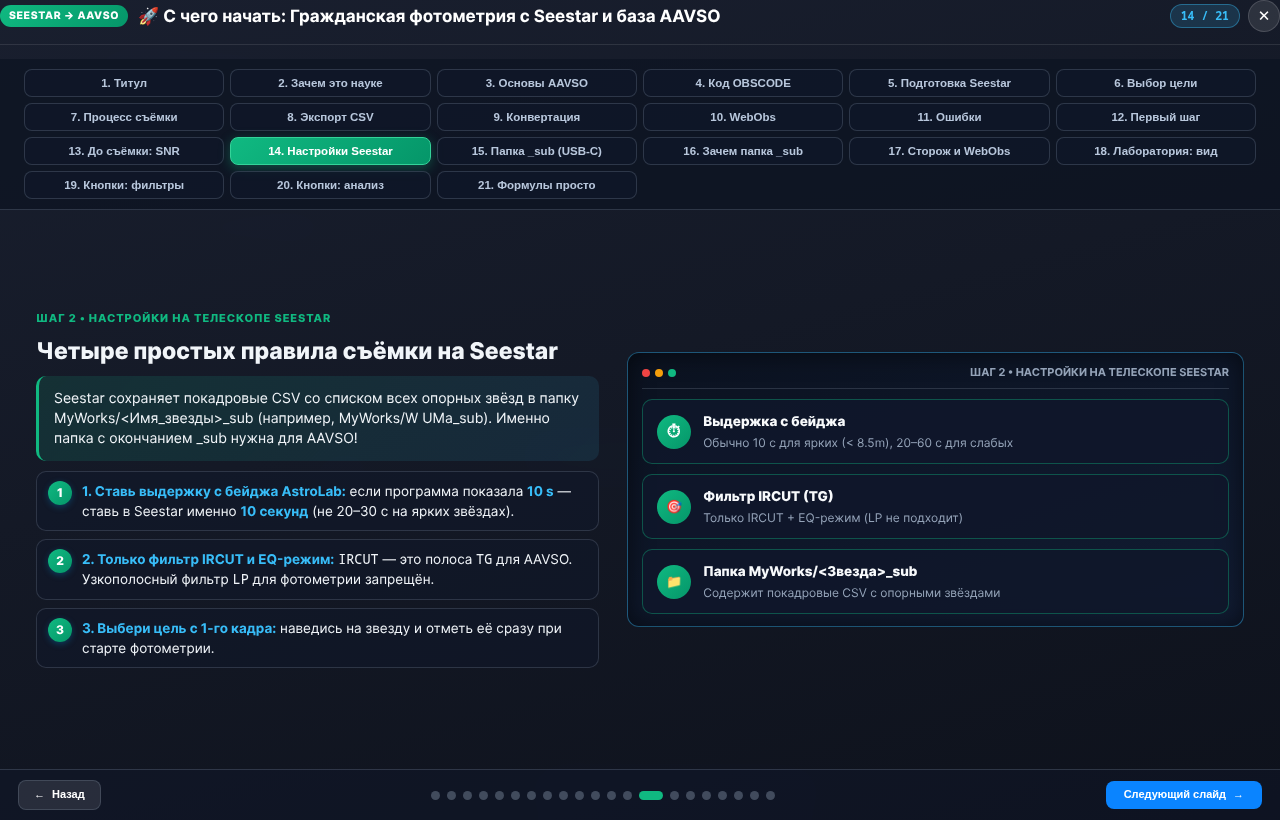 SEESTAR → AAVSO
🚀 С чего начать: Гражданская фотометрия с Seestar и база AAVSO
14 / 21
✕
1. Титул
2. Зачем это науке
3. Основы AAVSO
4. Код OBSCODE
5. Подготовка Seestar
6. Выбор цели
7. Процесс съёмки
8. Экспорт CSV
9. Конвертация
10. WebObs
11. Ошибки
12. Первый шаг
13. До съёмки: SNR
14. Настройки Seestar
15. Папка _sub (USB-C)
16. Зачем папка _sub
17. Сторож и WebObs
18. Лаборатория: вид
19. Кнопки: фильтры
20. Кнопки: анализ
21. Формулы просто
ШАГ 2 • НАСТРОЙКИ НА ТЕЛЕСКОПЕ SEESTAR
Четыре простых правила съёмки на Seestar
Seestar сохраняет покадровые CSV со списком всех опорных звёзд в папку
MyWorks/<Имя_звезды>_sub (например, MyWorks/W UMa_sub). Именно
папка с окончанием _sub нужна для AAVSO!
1
1. Ставь выдержку с бейджа AstroLab: если программа показала 10 s —
ставь в Seestar именно 10 секунд (не 20–30 с на ярких звёздах).
2
2. Только фильтр IRCUT и EQ-режим: IRCUT — это полоса TG для AAVSO.
Узкополосный фильтр LP для фотометрии запрещён.
3
3. Выбери цель с 1-го кадра: наведись на звезду и отметь её сразу при
старте фотометрии.
ШАГ 2 • НАСТРОЙКИ НА ТЕЛЕСКОПЕ SEESTAR
Выдержка с бейджа
Обычно 10 с для ярких (< 8.5m), 20–60 с для слабых
Фильтр IRCUT (TG)
Только IRCUT + EQ-режим (LP не подходит)
Папка MyWorks/<Звезда>_sub
Содержит покадровые CSV с опорными звёздами
← Назад
Следующий слайд →